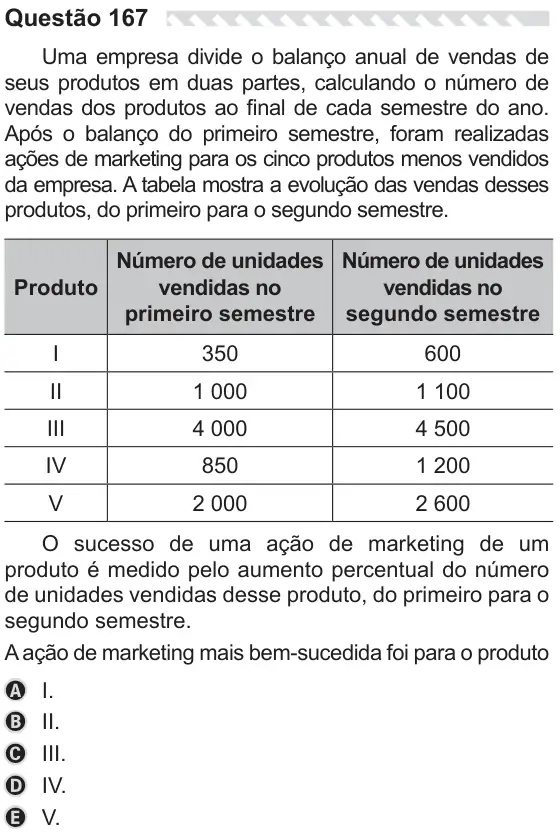 Questão 167
Uma empresa divide o balanço anual de vendas de
seus produtos em duas partes, calculando o número de
vendas dos produtos ao final de cada semestre do ano.
Após o balanço do primeiro semestre, foram realizadas
ações de marketing para os cinco produtos menos vendidos
da empresa. A tabela mostra a evolução das vendas desses
produtos, do primeiro para o segundo semestre.
Produto
Número de unidades
vendidas no
primeiro semestre
Número de unidades
vendidas no
segundo semestre
I 350 600
II 1 000 1 100
III 4 000 4 500
IV 850 1 200
V 2 000 2 600
O sucesso de uma ação de marketing de um
produto é medido pelo aumento percentual do número
de unidades vendidas desse produto, do primeiro para o
segundo semestre.
A ação de marketing mais bem-sucedida foi para o produto
A I.
B II.
C III.
D IV.
E V.